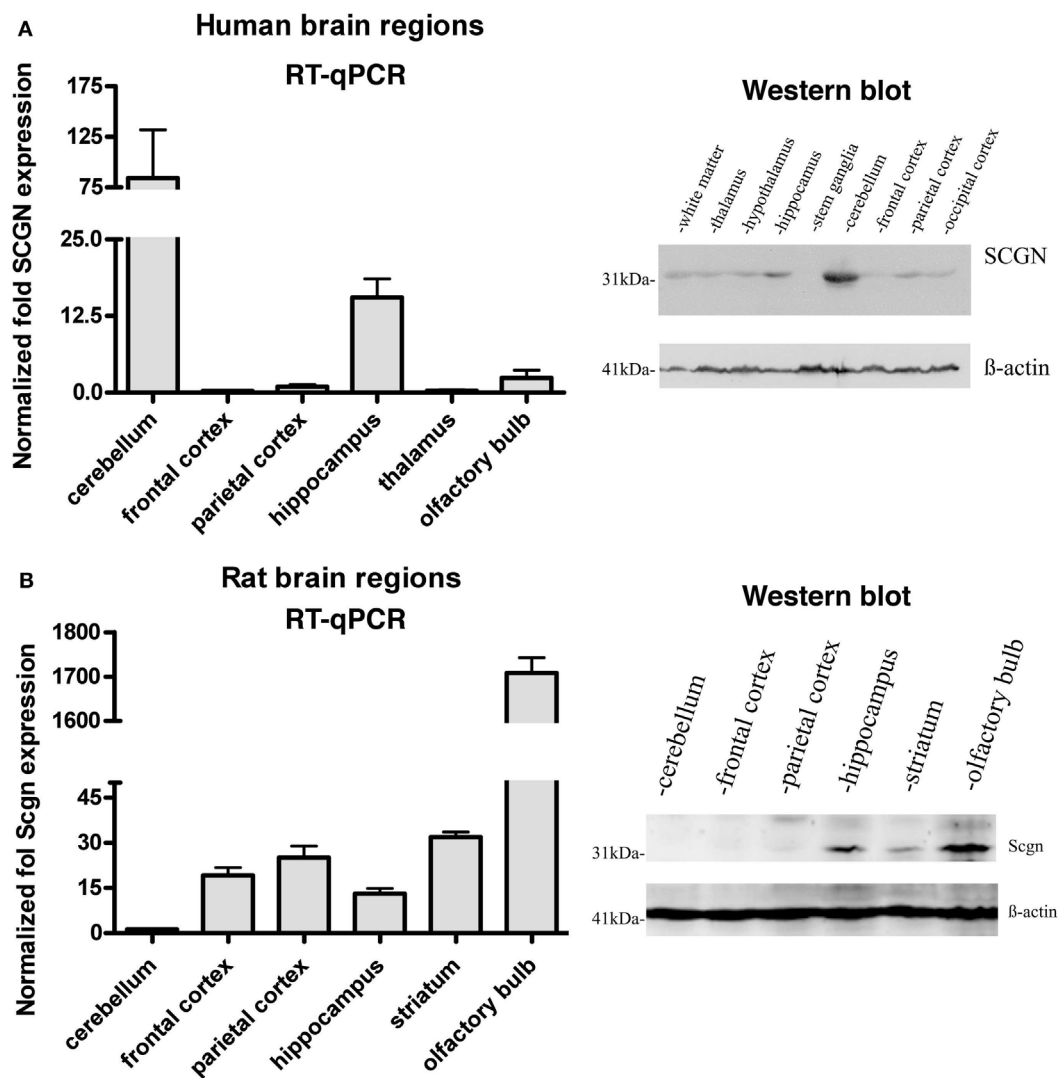 A
Human brain regions
RT-qPCR
Normalized fold SCGN expression
175
125
75
25.0
12.5
0.0
cerebellum
frontal cortex
parietal cortex
hippocampus
thalamus
olfactory bulb
Western blot
-white matter
-thalamus
-hypothalamus
-hippocamus
-stem ganglia
-cerebellum
-frontal cortex
-parietal cortex
-occipital cortex
31kDa-
SCGN
41kDa-
ß-actin
B
Rat brain regions
RT-qPCR
Normalized fol Scgn expression
1800
1700
1600
45
30
15
0
cerebellum
frontal cortex
parietal cortex
hippocampus
striatum
olfactory bulb
Western blot
-cerebellum
-frontal cortex
-parietal cortex
-hippocampus
-striatum
-olfactory bulb
31kDa-
Scgn
41kDa-
ß-actin